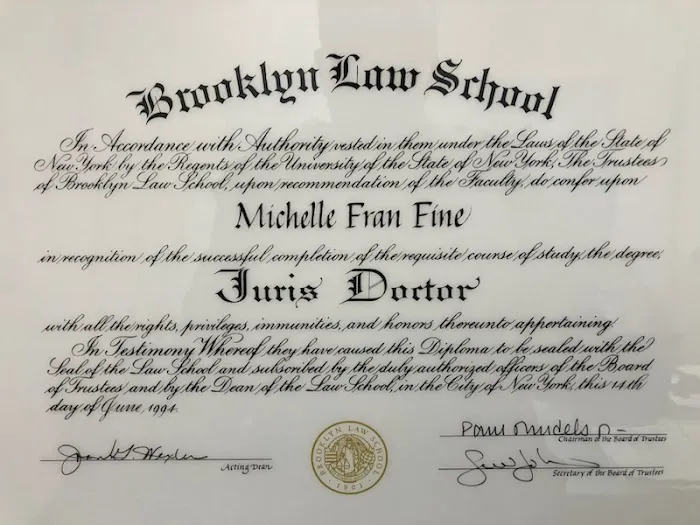 Brooklyn Law School
In Accordance with Authority vested in them under the Laws of the State of
New York by the Regents of the University of the State of New York, The Trustees
of Brooklyn Law School, upon recommendation of the Faculty, do confer upon
Michelle Fran Fine
in recognition of the successful completion of the requisite course of study the degree,
Juris Doctor
with all the rights, privileges, immunities, and honors thereunto appertaining
In Testimony Whereof they have caused this Diploma to be sealed with the
Seal of the Law School and subscribed by the duly authorized officers of the Board
of Trustees and by the Dean of the Law School, in the City of New York, this 14th
day of June, 1994.
Acting Dean
BROOKLYN LAW SCHOOL
1901
Chairman of the Board of Trustees
Secretary of the Board of Trustees